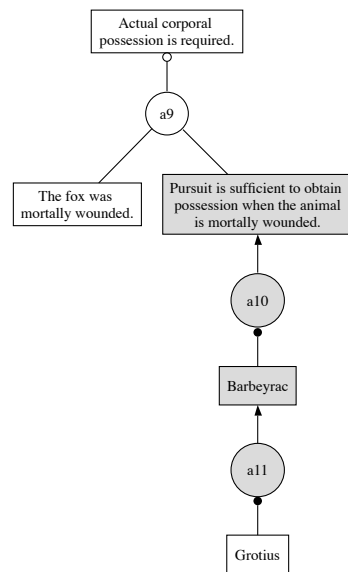 Actual corporal
possession is required.
a9
The fox was
mortally wounded.
Pursuit is sufficient to obtain
possession when the animal
is mortally wounded.
a10
Barbeyrac
a11
Grotius